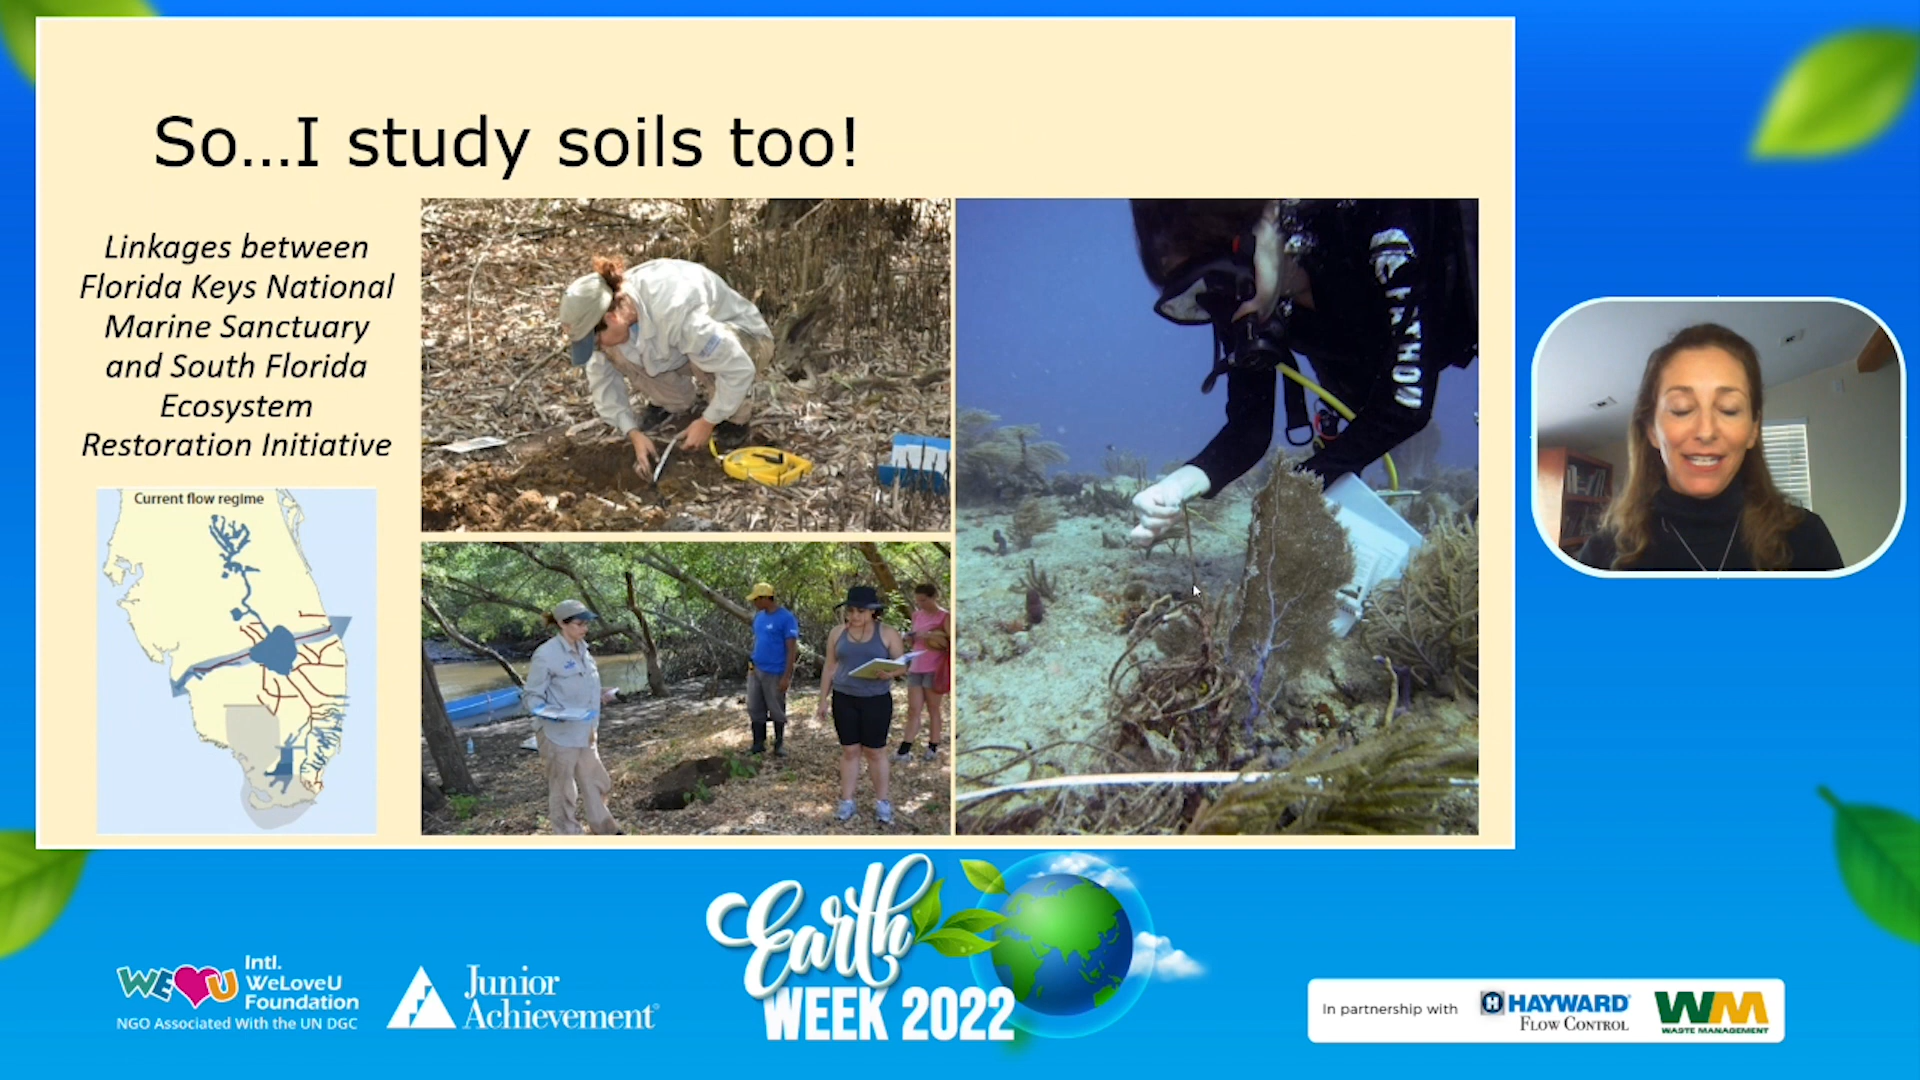 So...I study soils too!
Linkages between
Florida Keys National
Marine Sanctuary
and South Florida
Ecosystem
Restoration Initiative
Current flow regime
WE U
Intl.
WeLoveU
Foundation
NGO Associated With the UN DGC
Junior
Achievement®
Earth
WEEK 2022
In partnership with
H HAYWARD®
FLOW CONTROL
WM
WASTE MANAGEMENT